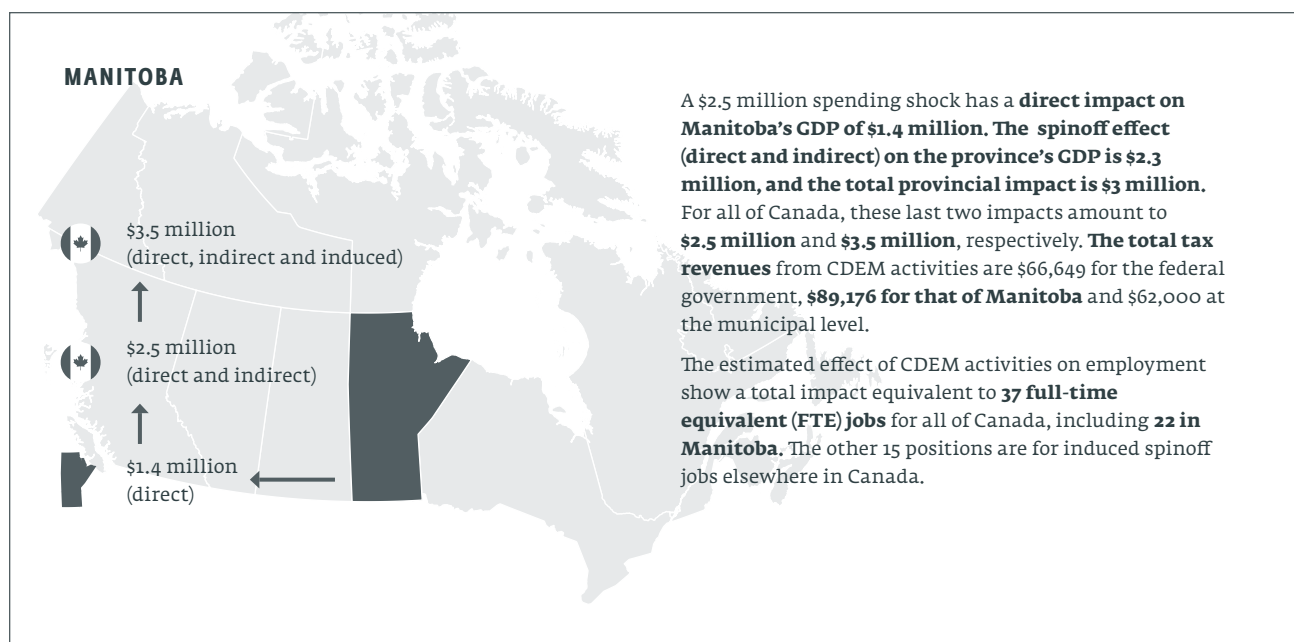 MANITOBA
$3.5 million
(direct, indirect and induced)
$2.5 million
(direct and indirect)
$1.4 million
(direct)
A $2.5 million spending shock has a direct impact on
Manitoba’s GDP of $1.4 million. The spinoff effect
(direct and indirect) on the province’s GDP is $2.3
million, and the total provincial impact is $3 million.
For all of Canada, these last two impacts amount to
$2.5 million and $3.5 million, respectively. The total tax
revenues from CDEM activities are $66,649 for the federal
government, $89,176 for that of Manitoba and $62,000 at
the municipal level.
The estimated effect of CDEM activities on employment
show a total impact equivalent to 37 full-time
equivalent (FTE) jobs for all of Canada, including 22 in
Manitoba. The other 15 positions are for induced spinoff
jobs elsewhere in Canada.